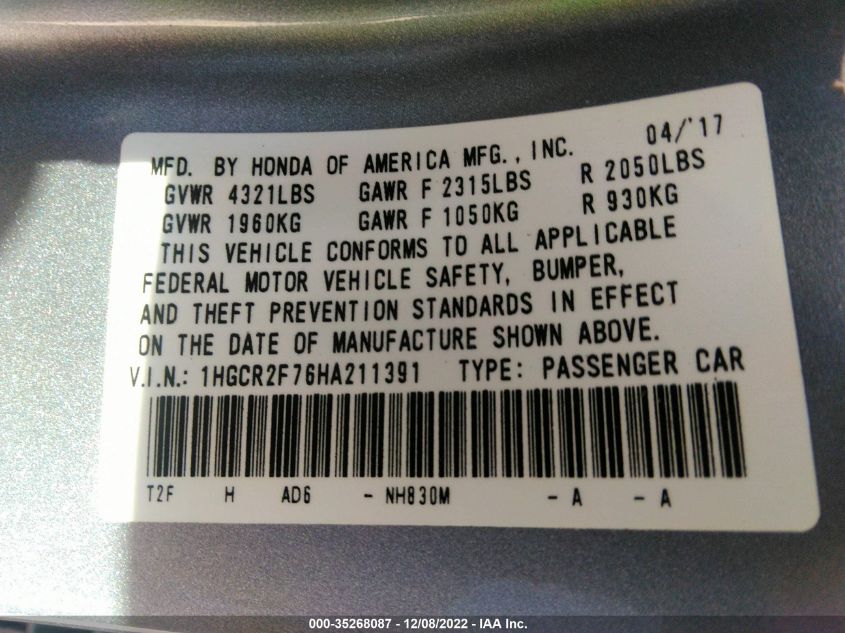 04/'17
MFD. BY HONDA OF AMERICA MFG., INC.
GVWR 4321LBS GAWR F 2315LBS R 2050LBS
GVWR 1960KG GAWR F 1050KG R 930KG
THIS VEHICLE CONFORMS TO ALL APPLICABLE
FEDERAL MOTOR VEHICLE SAFETY, BUMPER,
AND THEFT PREVENTION STANDARDS IN EFFECT
ON THE DATE OF MANUFACTURE SHOWN ABOVE.
V.I.N.: 1HGCR2F76HA211391 TYPE: PASSENGER CAR
T2F H AD6 - NH830M - A - A
000-35268087 - 12/08/2022 - IAA Inc.